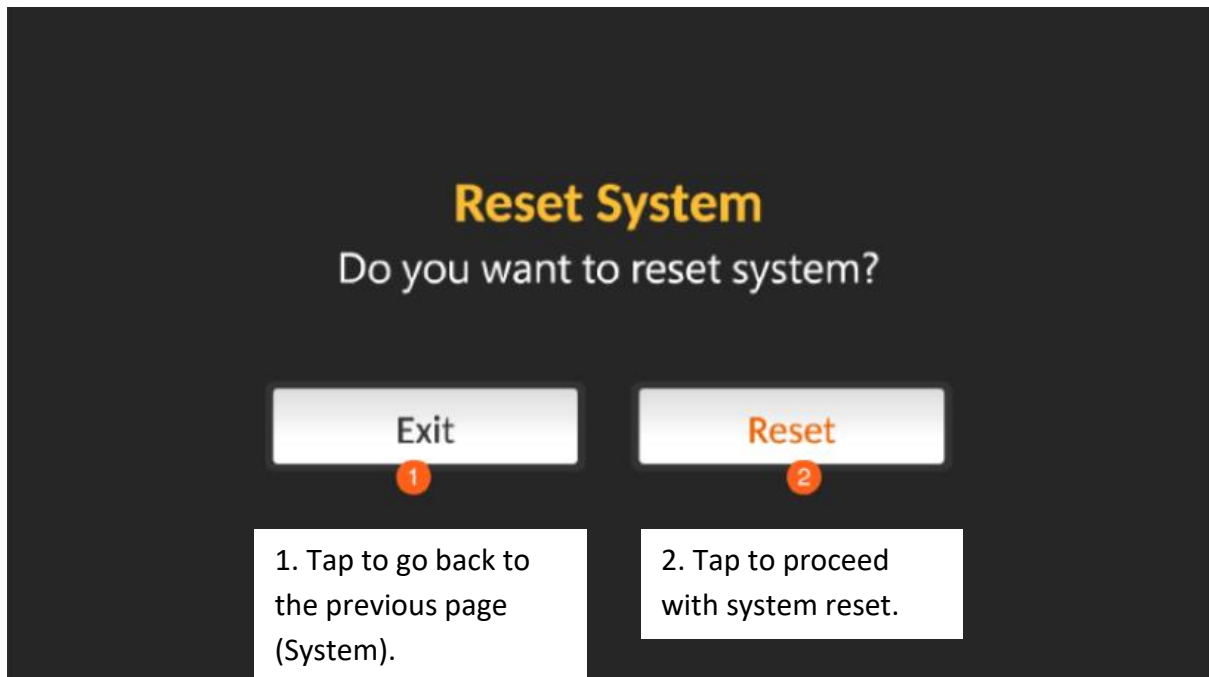 Reset System
Do you want to reset system?
Exit
Reset
1
2
1. Tap to go back to
the previous page
(System).
2. Tap to proceed
with system reset.